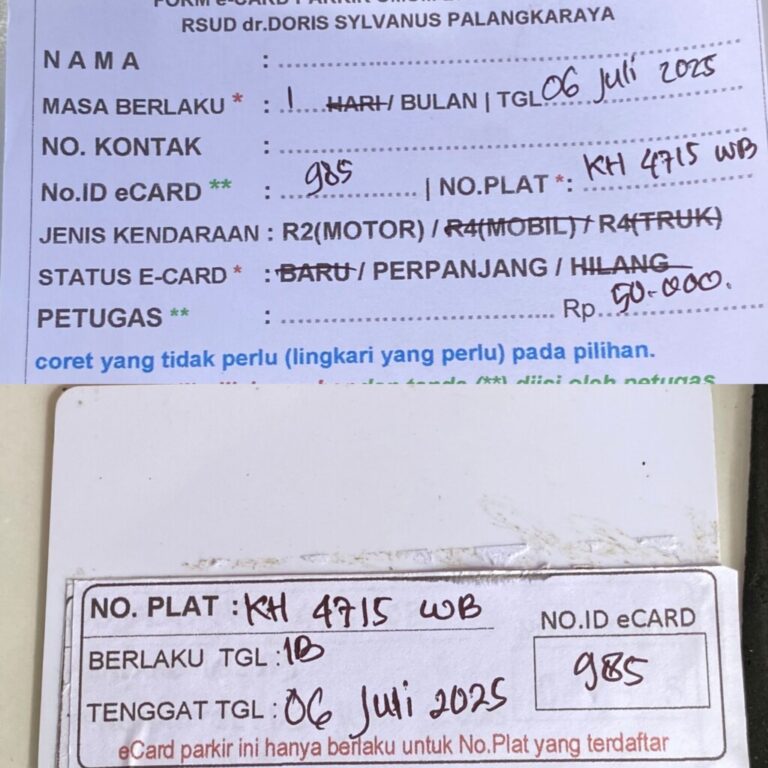 RSUD dr.DORIS SYLVANUS PALANGKARAYA
NAMA :
MASA BERLAKU * : 1 HARI / BULAN | TGL 06 Juli 2025
NO. KONTAK :
No.ID eCARD ** : 985 | NO.PLAT *: KH 4715 WB
JENIS KENDARAAN : R2(MOTOR) / R4(MOBIL) / R4(TRUK)
STATUS E-CARD * : BARU / PERPANJANG / HILANG
PETUGAS ** : Rp. 50.000.
coret yang tidak perlu (lingkari yang perlu) pada pilihan.
tanda (**) diisi oleh petugas
NO. PLAT : KH 4715 WB
NO.ID eCARD
BERLAKU TGL : 1B
985
TENGGAT TGL : 06 Juli 2025
eCard parkir ini hanya berlaku untuk No.Plat yang terdaftar